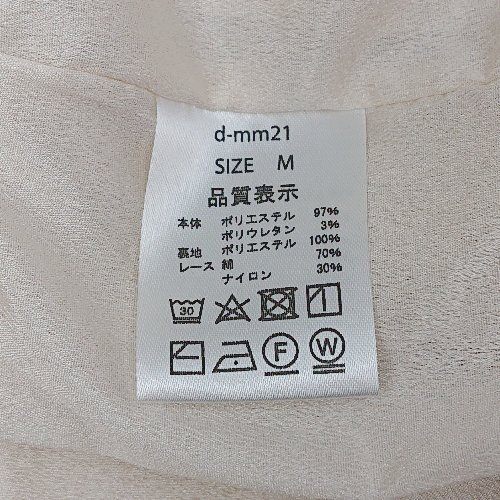 d-mm21
SIZE M
品質表示
本体 ポリエステル 97%
ポリウレタン 3%
裏地 ポリエステル 100%
レース 綿 70%
ナイロン 30%
30
F W